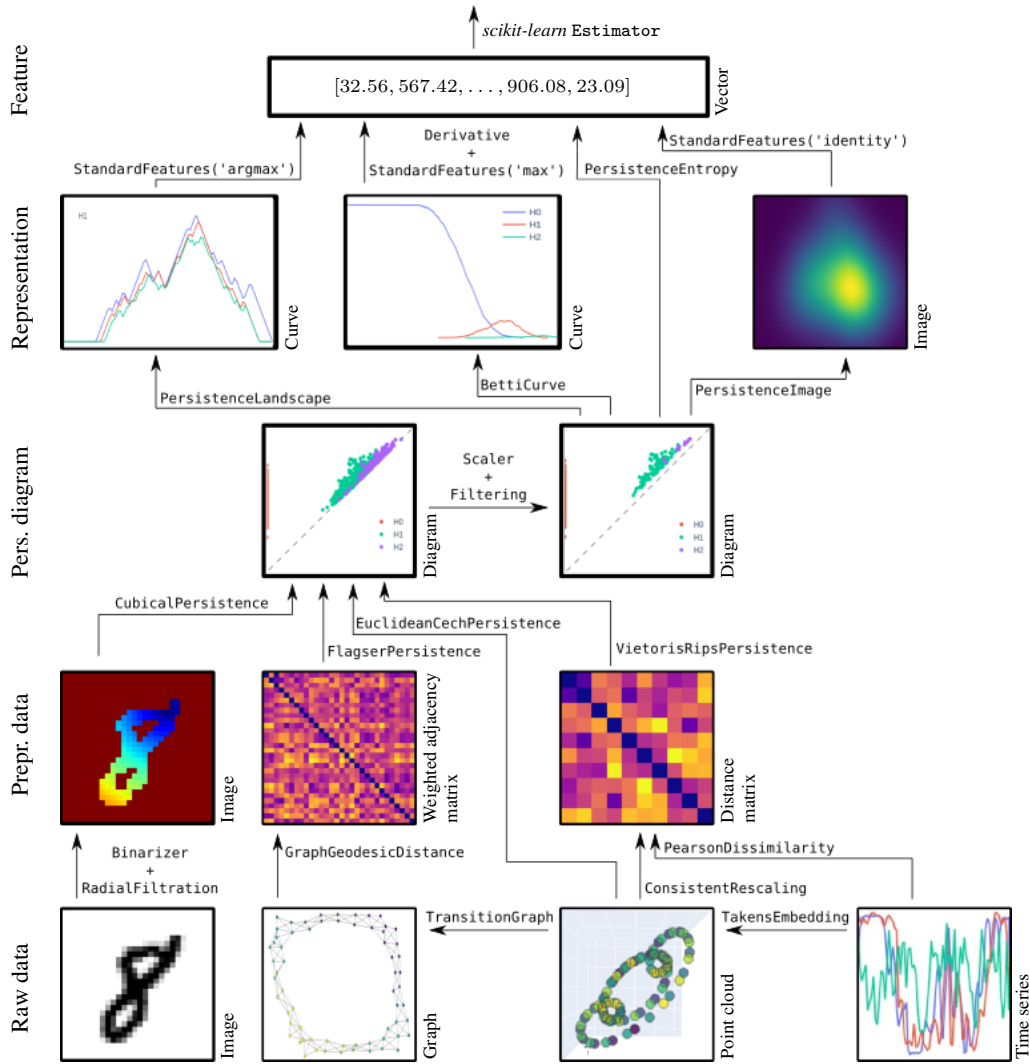 scikit-learn Estimator
Feature
[32.56, 567.42, . . . , 906.08, 23.09]
Vector
Derivative
+
StandardFeatures('argmax')
StandardFeatures('max')
PersistenceEntropy
StandardFeatures('identity')
Representation
H1
Curve
H0
H1
H2
Curve
Image
PersistenceLandscape
BettiCurve
PersistenceImage
Pers. diagram
H0
H1
H2
Diagram
Scaler
+
Filtering
H0
H1
H2
Diagram
CubicalPersistence
FlagserPersistence
EuclideanCechPersistence
VietorisRipsPersistence
Prepr. data
Image
Weighted adjacency
matrix
Distance
matrix
Binarizer
+
RadialFiltration
GraphGeodesicDistance
ConsistentRescaling
PearsonDissimilarity
Raw data
Image
Graph
TransitionGraph
Point cloud
TakensEmbedding
Time series